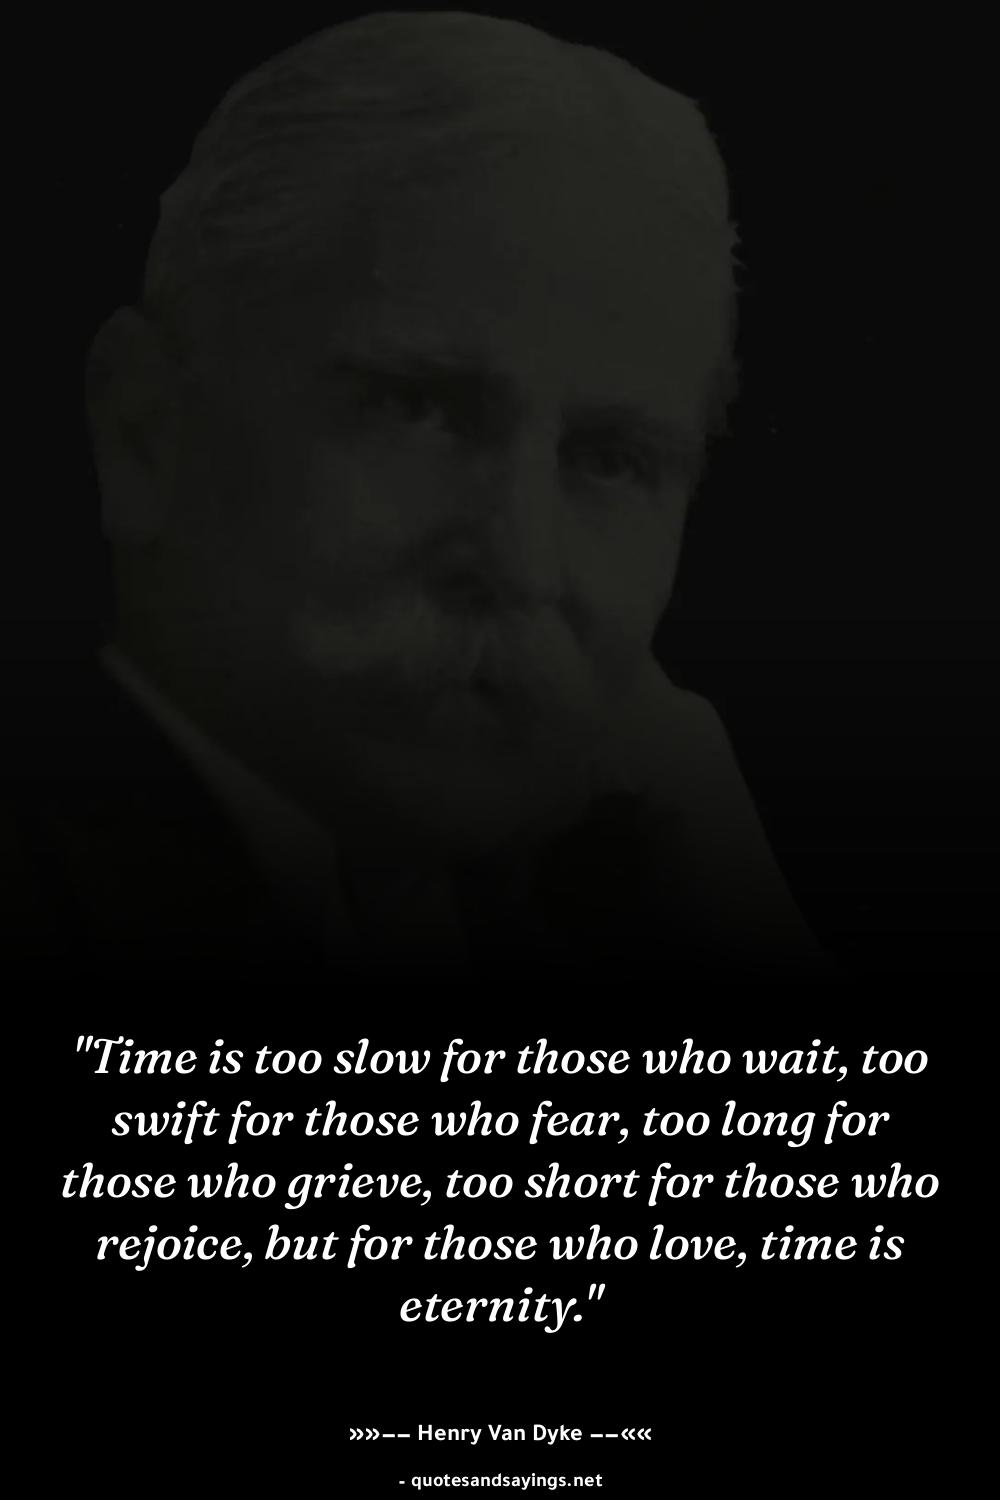 "Time is too slow for those who wait, too
swift for those who fear, too long for
those who grieve, too short for those who
rejoice, but for those who love, time is
eternity."
»»−− Henry Van Dyke −−««
- quotesandsayings.net